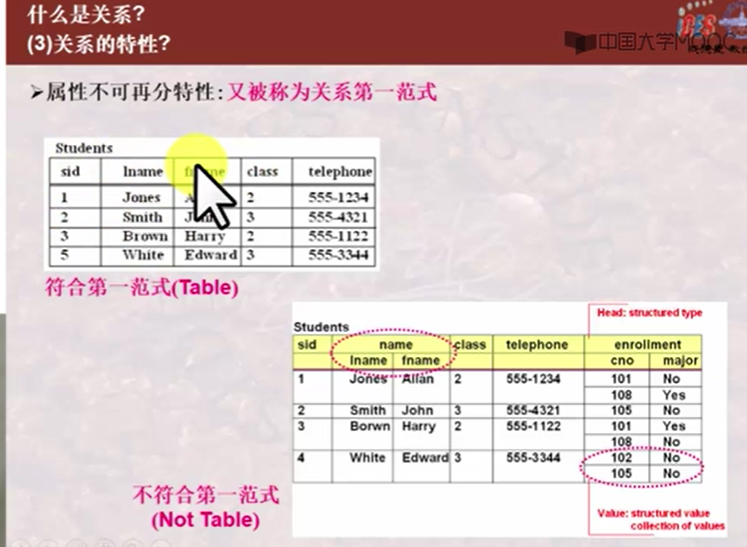 什么是关系?
(3)关系的特性?
中国大学MOOC
➤属性不可再分特性:又被称为关系第一范式
Students
sid lname class telephone
1 Jones 2 555-1234
2 Smith 3 555-4321
3 Brown Harry 2 555-1122
5 White Edward 3 555-3344
符合第一范式(Table)
Head: structured type
Students
sid name class telephone enrollment
lname fname cno major
1 Jones Allan 2 555-1234 101 No
108 Yes
2 Smith John 3 555-4321 105 No
3 Borwn Harry 2 555-1122 101 Yes
108 No
4 White Edward 3 555-3344 102 No
105 No
不符合第一范式
(Not Table)
Value: structured value
collection of values